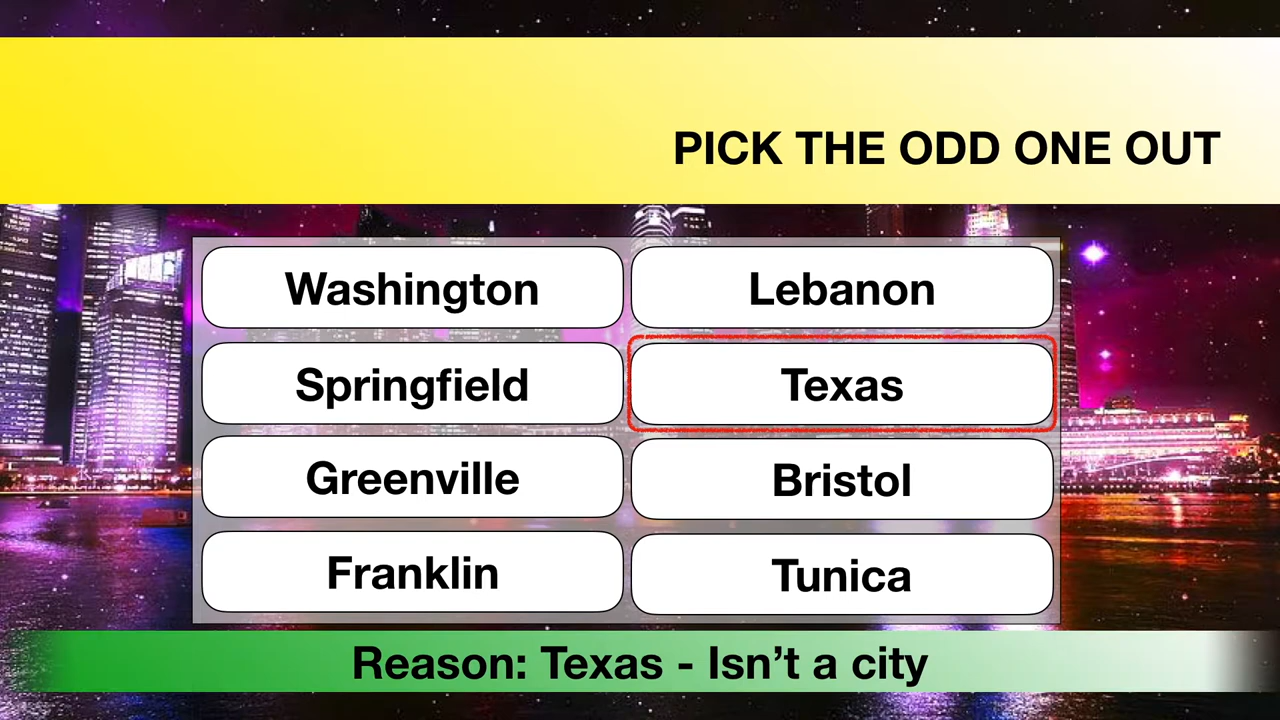 PICK THE ODD ONE OUT
Washington
Lebanon
Springfield
Texas
Greenville
Bristol
Franklin
Tunica
Reason: Texas - Isn’t a city